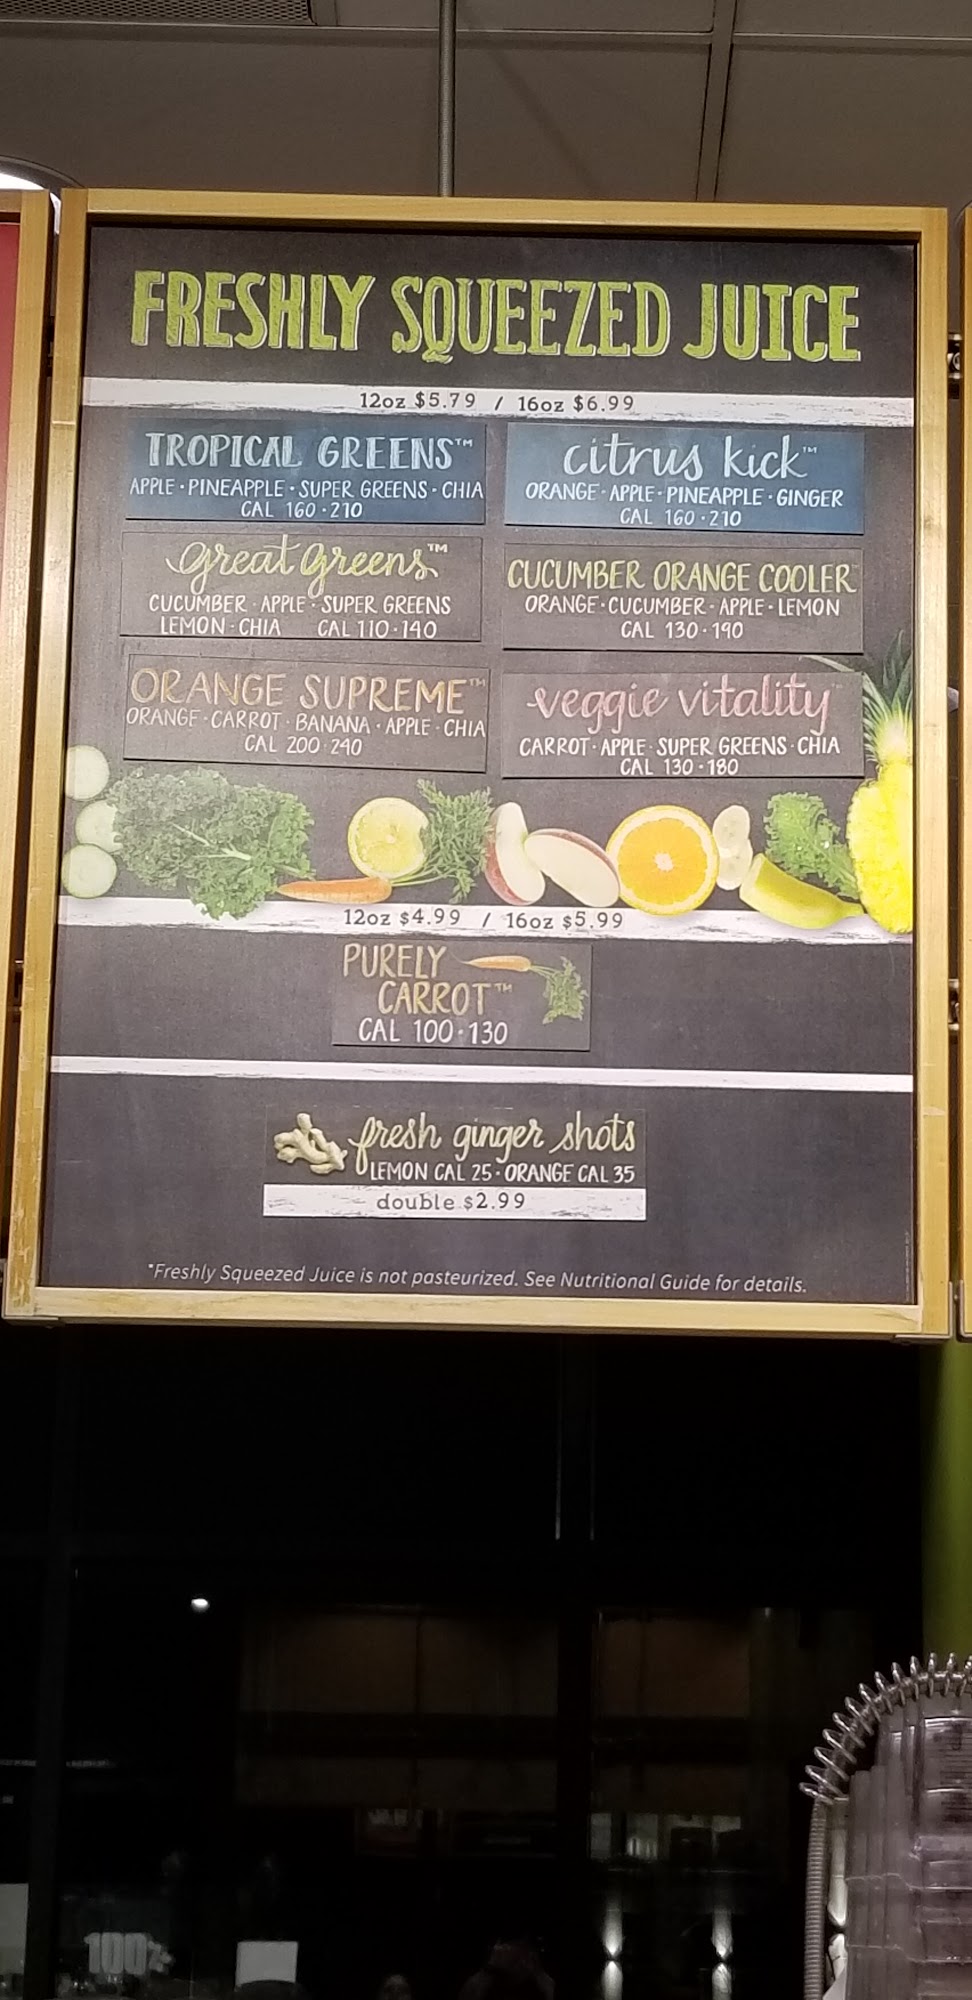 FRESHLY SQUEEZED JUICE
12oz $5.79 / 16oz $6.99
TROPICAL GREENS™
APPLE · PINEAPPLE · SUPER GREENS · CHIA
CAL 160 · 210
citrus kick™
ORANGE · APPLE · PINEAPPLE · GINGER
CAL 160 · 210
great greens™
CUCUMBER · APPLE · SUPER GREENS
LEMON · CHIA CAL 110 · 140
CUCUMBER ORANGE COOLER™
ORANGE · CUCUMBER · APPLE · LEMON
CAL 130 · 190
ORANGE SUPREME™
ORANGE · CARROT · BANANA · APPLE · CHIA
CAL 200 · 240
veggie vitality™
CARROT · APPLE · SUPER GREENS · CHIA
CAL 130 · 180
12oz $4.99 / 16oz $5.99
PURELY
CARROT™
CAL 100 · 130
fresh ginger shots
LEMON CAL 25 · ORANGE CAL 35
double $2.99
*Freshly Squeezed Juice is not pasteurized. See Nutritional Guide for details.
100%